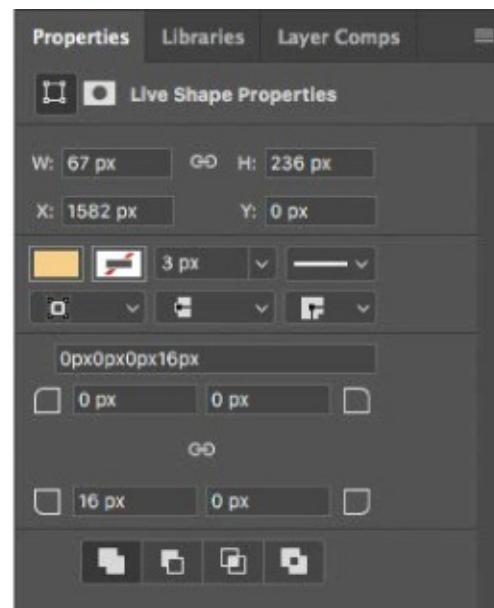 Properties Libraries Layer Comps
Live Shape Properties
W: 67 px H: 236 px
X: 1582 px Y: 0 px
3 px
0px0px0px16px
0 px 0 px
16 px 0 px